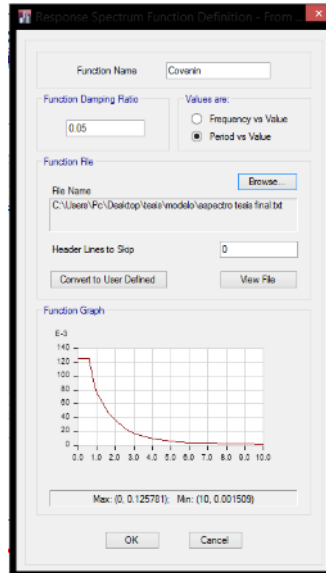 Response Spectrum Function Definition - From ...
Function Name
Covenin
Function Damping Ratio
0.05
Values are:
Frequency vs Value
Period vs Value
Function File
Browse...
File Name
C:\Users\Pc\Desktop\tesis\modelo\espectro tesis final.txt
Header Lines to Skip
0
Convert to User Defined
View File
Function Graph
E-3
140
120
100
80
60
40
20
0
0.0 1.0 2.0 3.0 4.0 5.0 6.0 7.0 8.0 9.0 10.0
Max: (0, 0.125781); Min: (10, 0.001509)
OK
Cancel